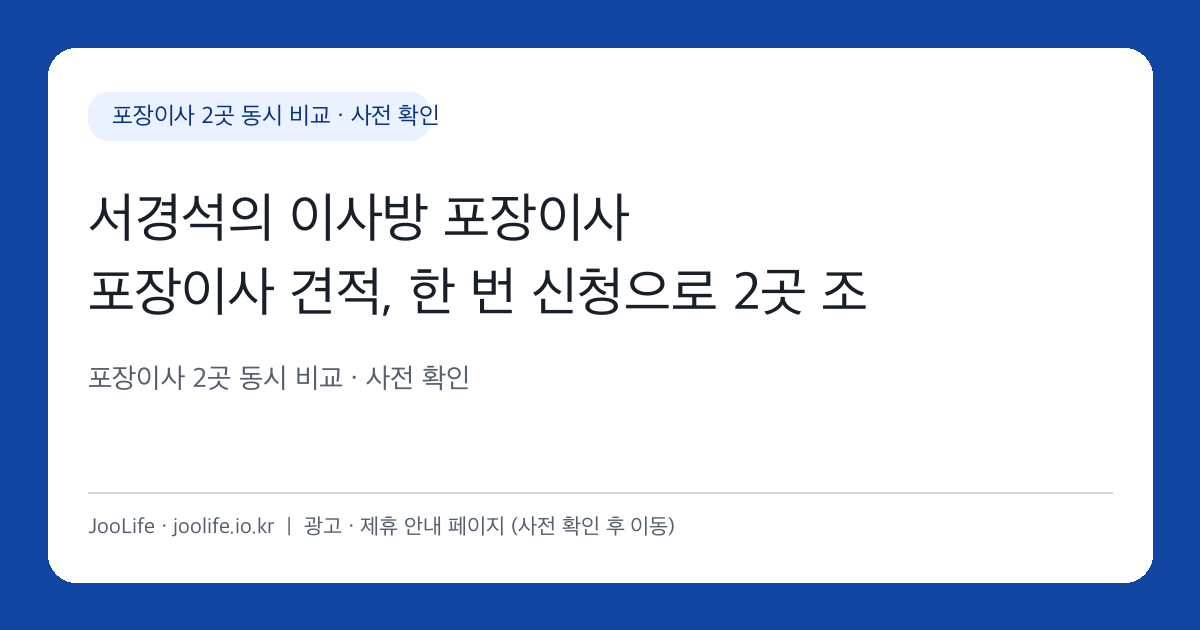 포장이사 2곳 동시 비교 · 사전 확인
서경석의 이사방 포장이사
포장이사 견적, 한 번 신청으로 2곳 조
포장이사 2곳 동시 비교 · 사전 확인
JooLife · joolife.io.kr | 광고 · 제휴 안내 페이지 (사전 확인 후 이동)